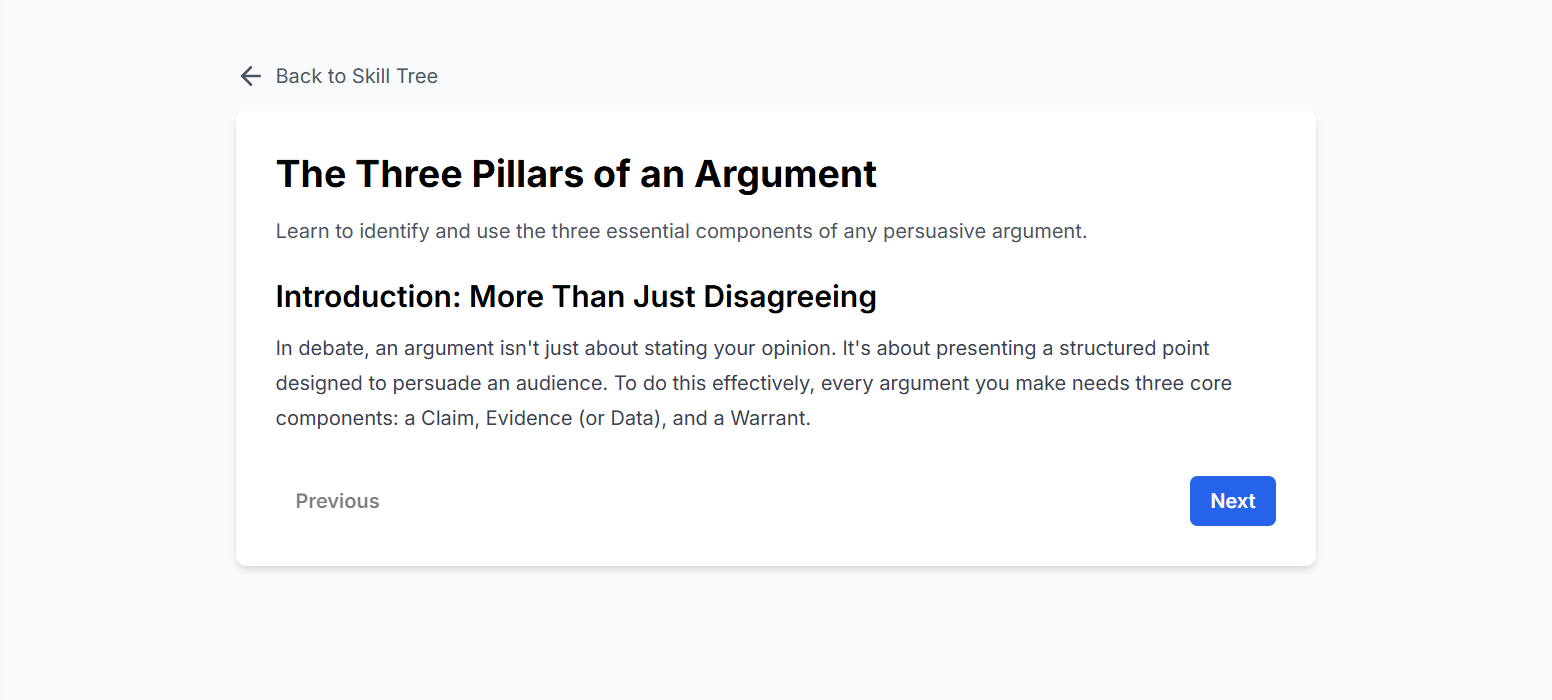 Back to Skill Tree
The Three Pillars of an Argument
Learn to identify and use the three essential components of any persuasive argument.
Introduction: More Than Just Disagreeing
In debate, an argument isn't just about stating your opinion. It's about presenting a structured point
designed to persuade an audience. To do this effectively, every argument you make needs three core
components: a Claim, Evidence (or Data), and a Warrant.
Previous
Next